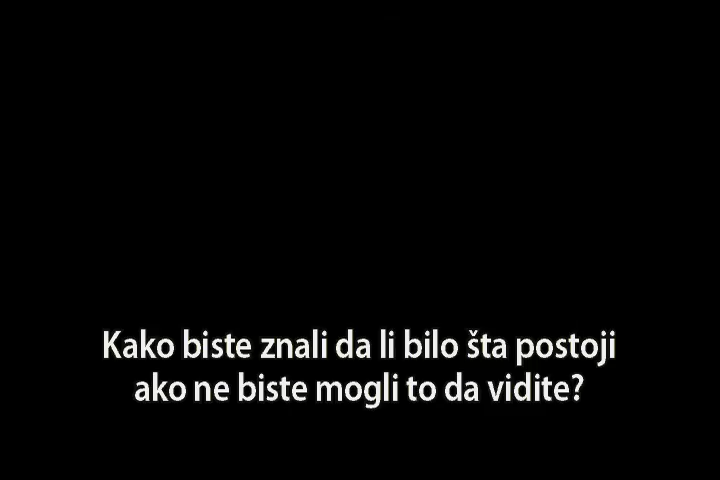 Kako biste znali da li bilo šta postoji
ako ne biste mogli to da vidite?